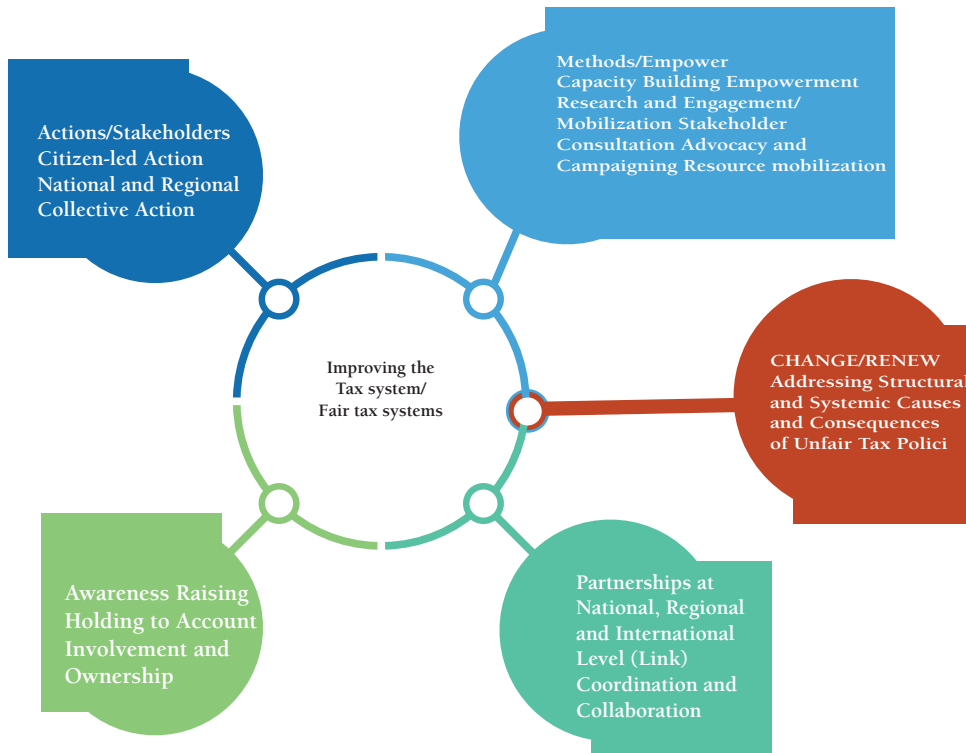 Actions/Stakeholders
Citizen-led Action
National and Regional
Collective Action
Methods/Empower
Capacity Building Empowerment
Research and Engagement/
Mobilization Stakeholder
Consultation Advocacy and
Campaigning Resource mobilization
Improving the
Tax system/
Fair tax systems
CHANGE/RENEW
Addressing Structural
and Systemic Causes
and Consequences
of Unfair Tax Polici
Awareness Raising
Holding to Account
Involvement and
Ownership
Partnerships at
National, Regional
and International
Level (Link)
Coordination and
Collaboration